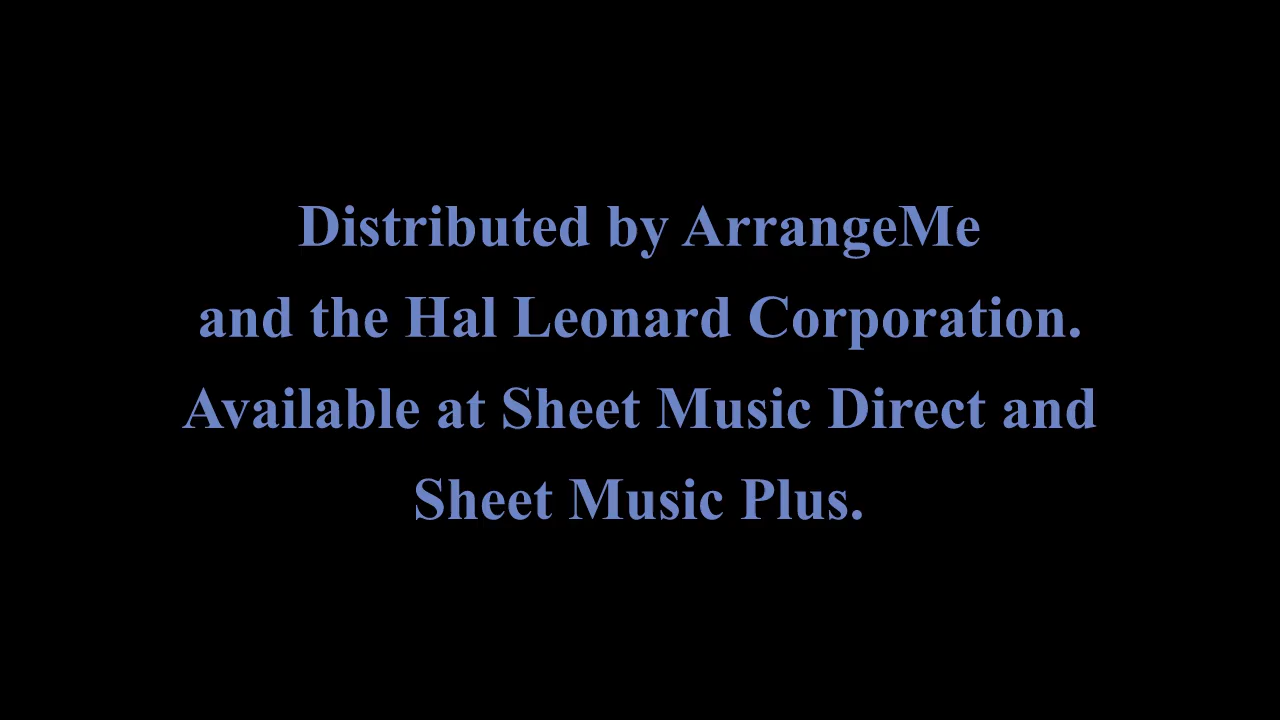 Distributed by ArrangeMe
and the Hal Leonard Corporation.
Available at Sheet Music Direct and
Sheet Music Plus.